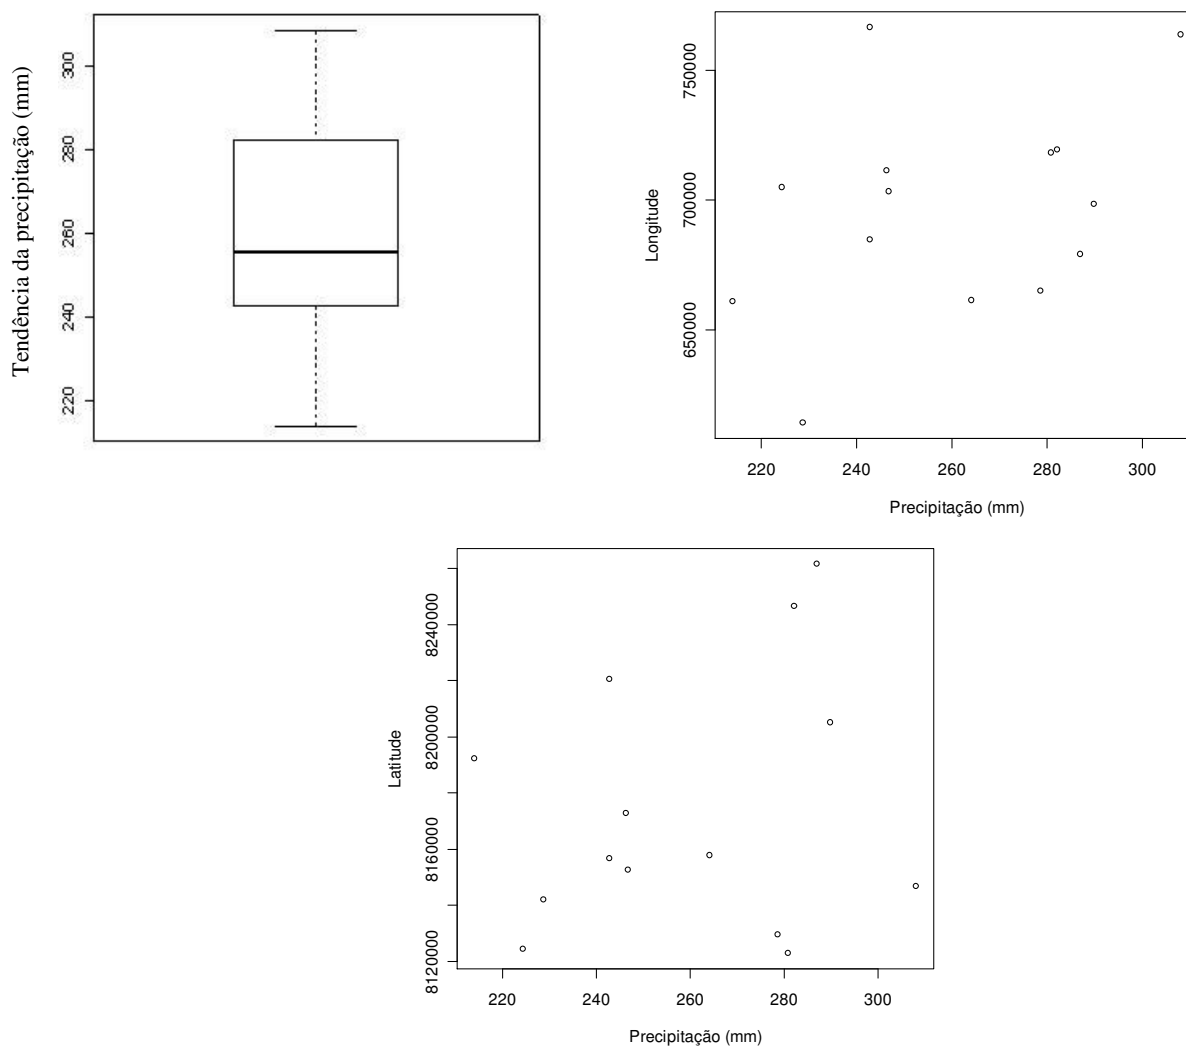 Tendência da precipitação (mm)
300
280
260
240
220
Longitude
750000
700000
650000
220 240 260 280 300
Precipitação (mm)
Latitude
8240000
8200000
8160000
8120000
220 240 260 280 300
Precipitação (mm)